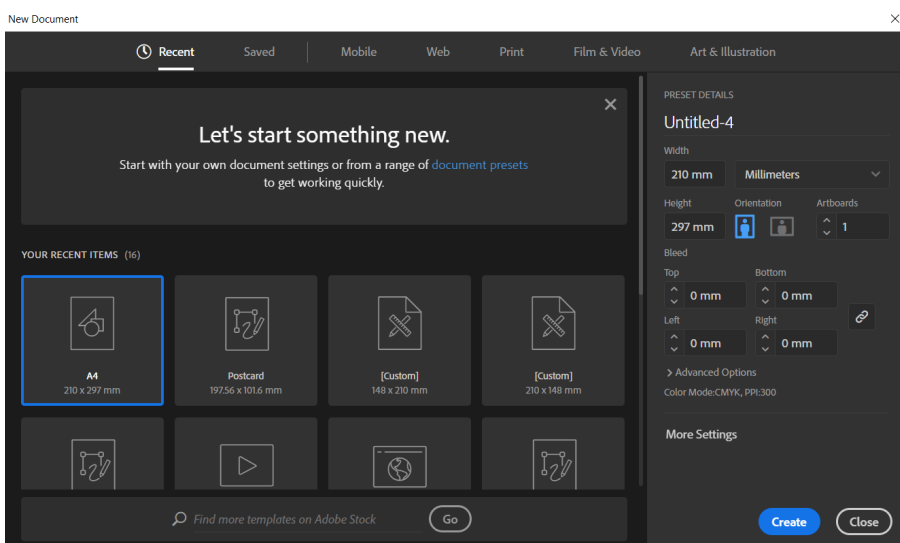 New Document
Recent Saved Mobile Web Print Film & Video Art & Illustration
Let's start something new.
Start with your own document settings or from a range of document presets
to get working quickly.
YOUR RECENT ITEMS (16)
A4
210 x 297 mm
Postcard
197.56 x 101.6 mm
[Custom]
148 x 210 mm
[Custom]
210 x 148 mm
Find more templates on Adobe Stock Go
PRESET DETAILS
Untitled-4
Width
210 mm Millimeters
Height Orientation Artboards
297 mm 1
Bleed
Top Bottom
0 mm 0 mm
Left Right
0 mm 0 mm
Advanced Options
Color Mode:CMYK, PPI:300
More Settings
Create Close